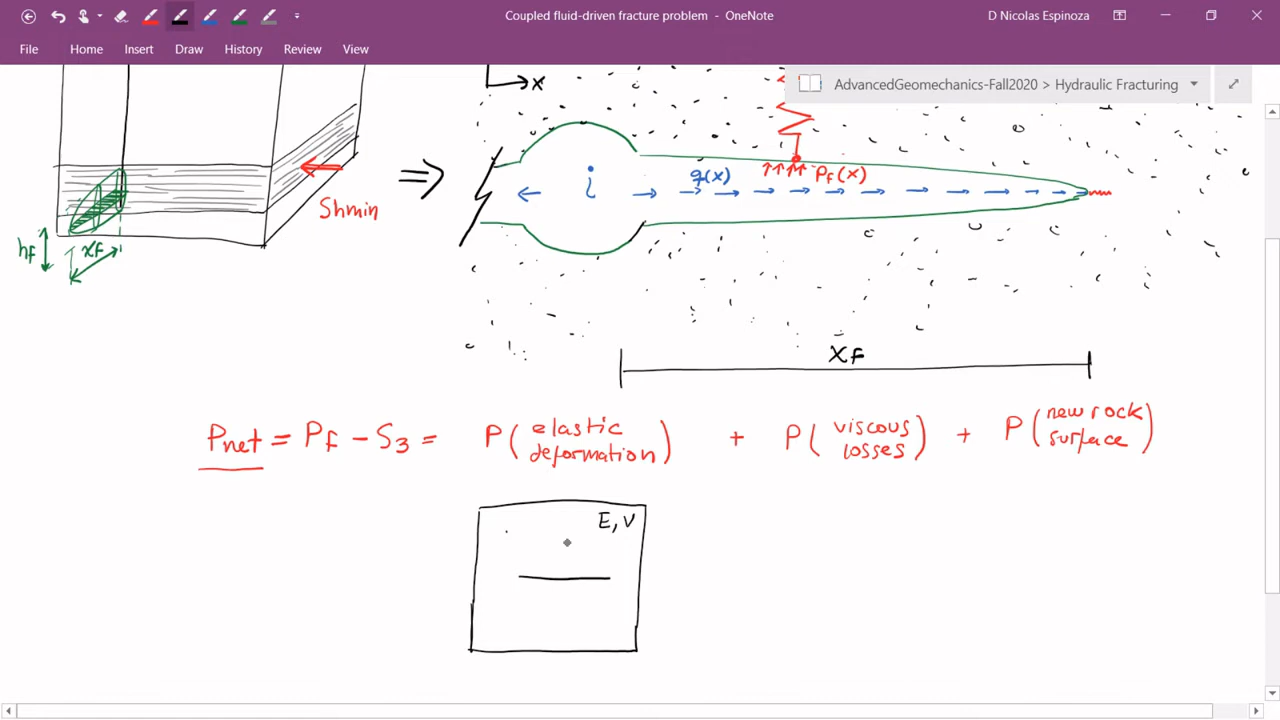 Coupled fluid-driven fracture problem - OneNote
D Nicolas Espinoza
File Home Insert Draw History Review View
AdvancedGeomechanics-Fall2020 > Hydraulic Fracturing
x
i
q(x)
Pf(x)
Shmin
hf
xf
XF
Pnet = Pf - S3 = P(elastic deformation) + P(viscous losses) + P(new rock surface)
E, ν